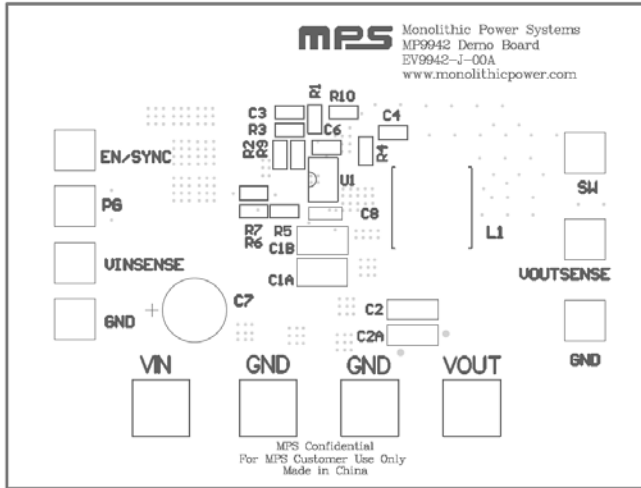 MPS
Monolithic Power Systems
MP9942 Demo Board
EV9942-J-00A
www.monolithicpower.com
R1
R10
C3
C4
R3
C6
R2
R9
R4
EN/SYNC
U1
SW
PG
C8
L1
R7
R5
R6
C1B
VINSENSE
VOUTSENSE
C1A
C7
GND
C2
C2A
GND
VIN
GND
GND
VOUT
MPS Confidential
For MPS Customer Use Only
Made in China